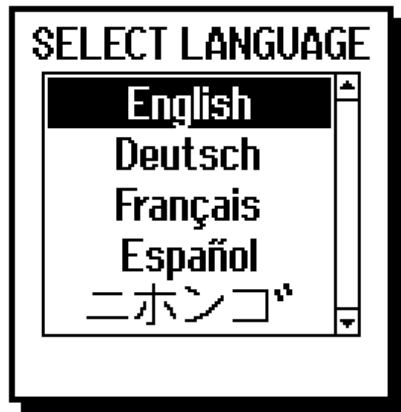 SELECT LANGUAGE
English
Deutsch
Français
Español
ニホンゴ